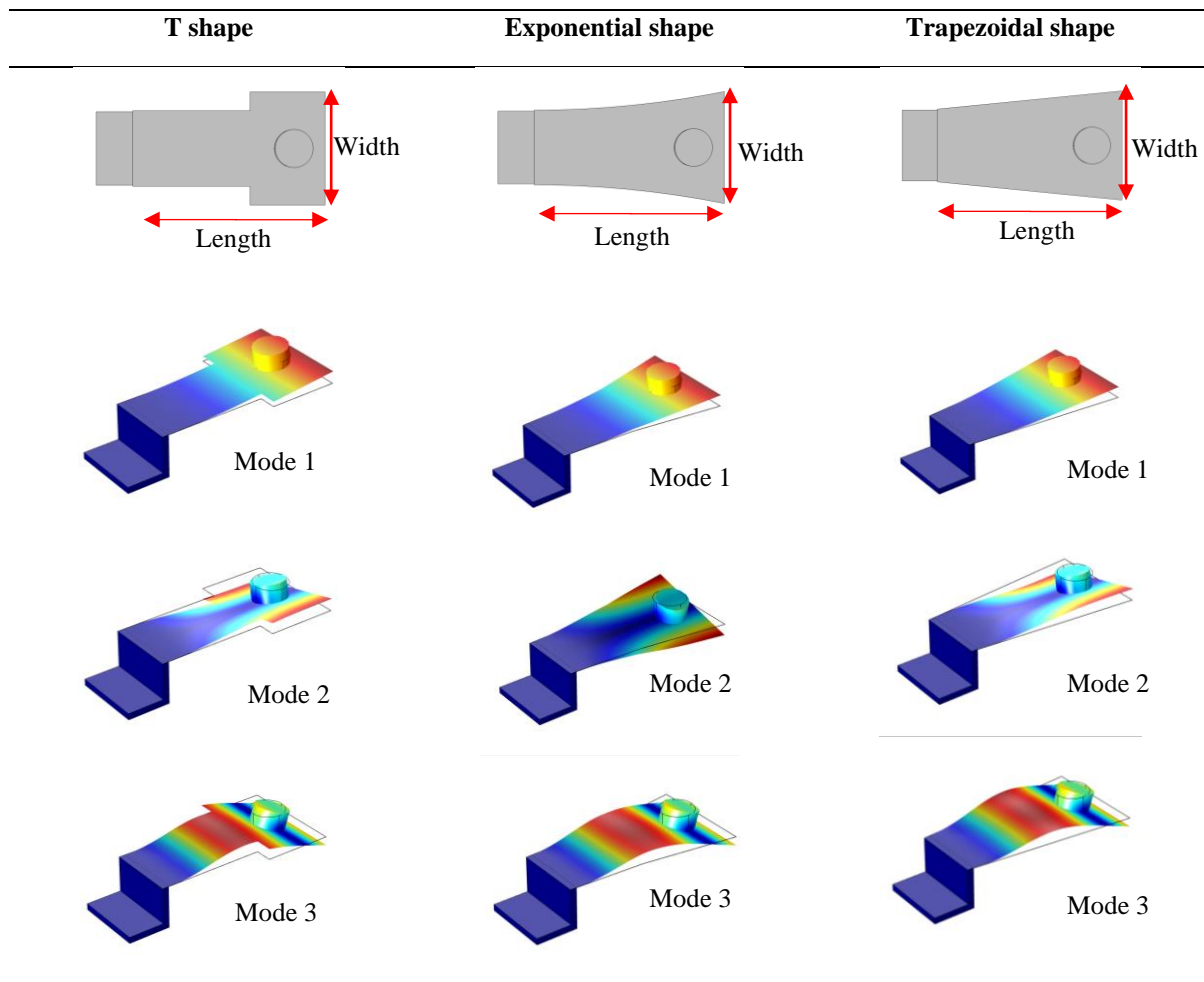 T shape
Exponential shape
Trapezoidal shape
Width
Width
Width
Length
Length
Length
Mode 1
Mode 1
Mode 1
Mode 2
Mode 2
Mode 2
Mode 3
Mode 3
Mode 3